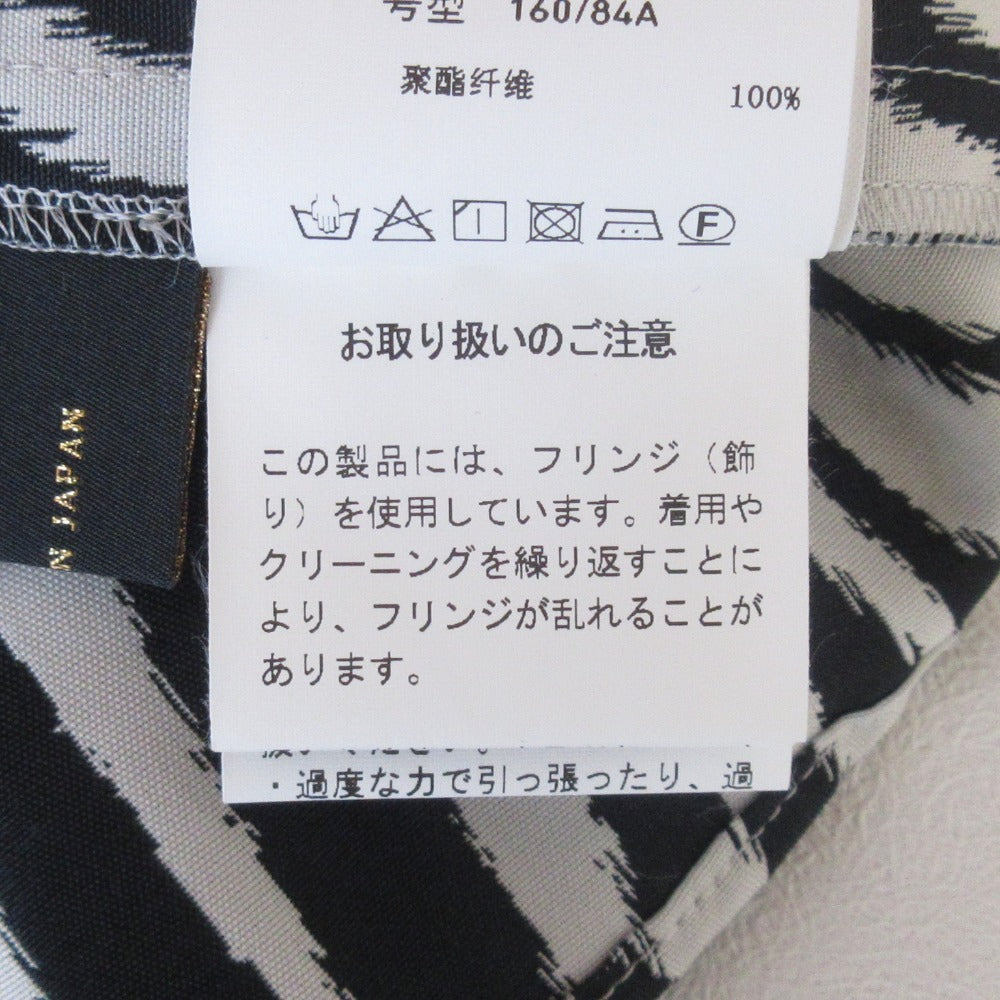 号型 160/84A
聚酯纤维 100%
F
お取り扱いのご注意
この製品には、フリンジ（飾
り）を使用しています。着用や
クリーニングを繰り返すことに
より、フリンジが乱れることが
あります。
・過度な力で引っ張ったり、過
N JAPAN